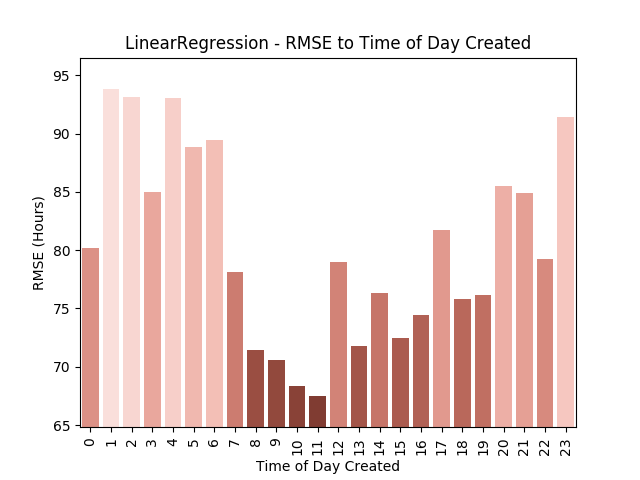 LinearRegression - RMSE to Time of Day Created
95
90
85
80
75
70
65
RMSE (Hours)
0 1 2 3 4 5 6 7 8 9 10 11 12 13 14 15 16 17 18 19 20 21 22 23
Time of Day Created